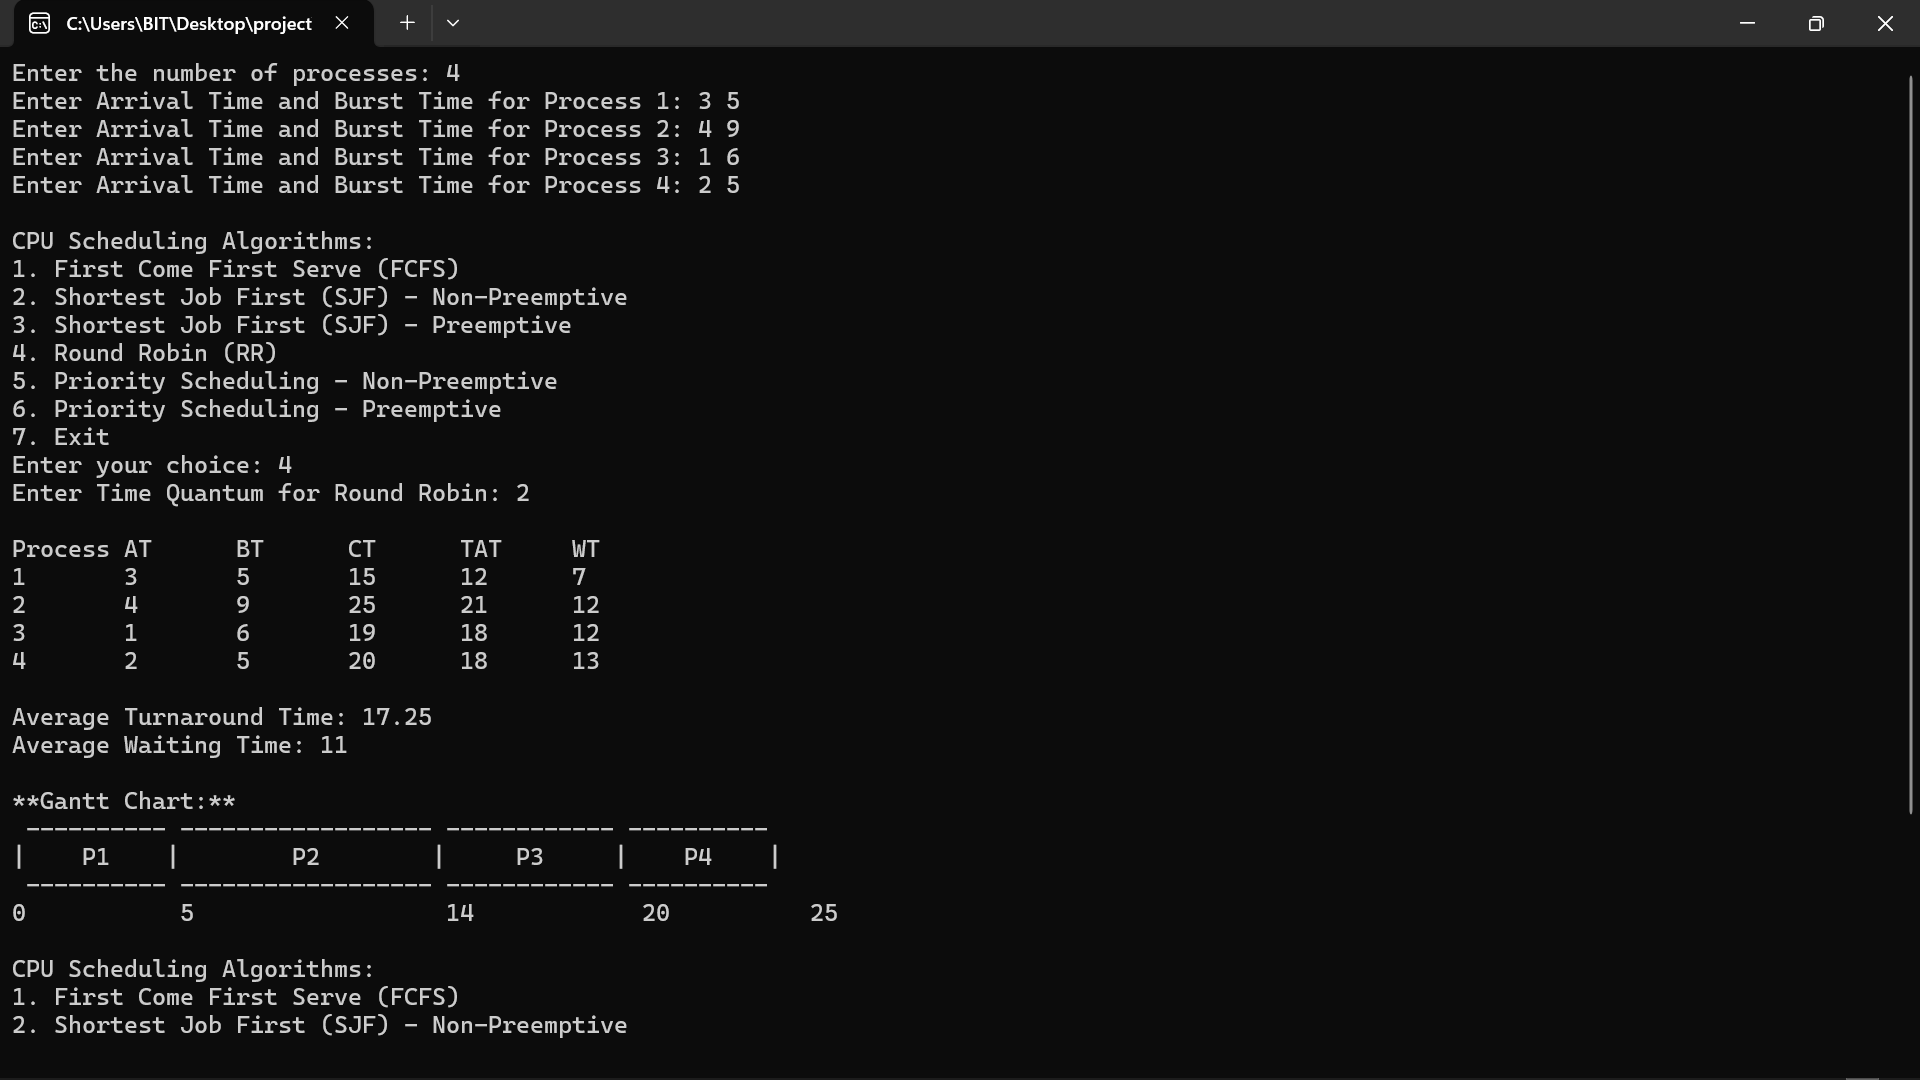 C:\Users\BIT\Desktop\project
Enter the number of processes: 4
Enter Arrival Time and Burst Time for Process 1: 3 5
Enter Arrival Time and Burst Time for Process 2: 4 9
Enter Arrival Time and Burst Time for Process 3: 1 6
Enter Arrival Time and Burst Time for Process 4: 2 5
CPU Scheduling Algorithms:
1. First Come First Serve (FCFS)
2. Shortest Job First (SJF) - Non-Preemptive
3. Shortest Job First (SJF) - Preemptive
4. Round Robin (RR)
5. Priority Scheduling - Non-Preemptive
6. Priority Scheduling - Preemptive
7. Exit
Enter your choice: 4
Enter Time Quantum for Round Robin: 2
Process AT      BT      CT      TAT     WT
1       3       5       15      12      7
2       4       9       25      21      12
3       1       6       19      18      12
4       2       5       20      18      13
Average Turnaround Time: 17.25
Average Waiting Time: 11
**Gantt Chart:**
 ---------- ------------------ ------------ ----------
|    P1    |        P2        |     P3     |    P4    |
 ---------- ------------------ ------------ ----------
0           5                  14            20          25
CPU Scheduling Algorithms:
1. First Come First Serve (FCFS)
2. Shortest Job First (SJF) - Non-Preemptive